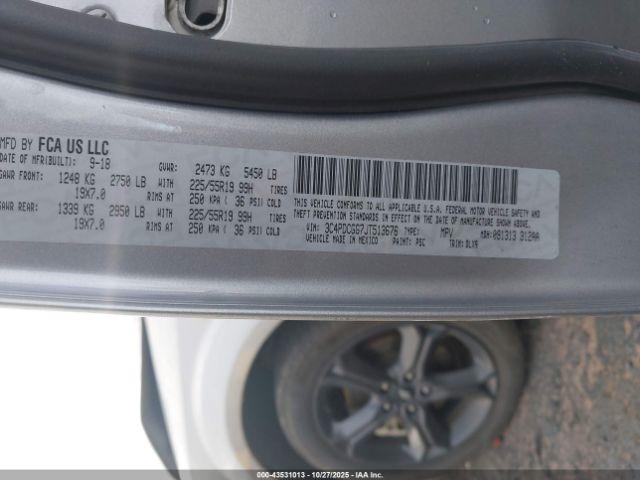 MFD BY FCA US LLC
DATE OF MFR(BUILT): 9-18 GVWR: 2473 KG 5450 LB
GAWR FRONT: 1248 KG 2750 LB WITH 225/55R19 99H TIRES
19X7.0 RIMS AT 250 KPA ( 36 PSI) COLD
GAWR REAR: 1339 KG 2950 LB WITH 225/55R19 99H TIRES
19X7.0 RIMS AT 250 KPA ( 36 PSI) COLD
THIS VEHICLE CONFORMS TO ALL APPLICABLE U.S.A. FEDERAL MOTOR VEHICLE SAFETY AND
THEFT PREVENTION STANDARDS IN EFFECT ON THE DATE OF MANUFACTURE SHOWN ABOVE.
VIN: 3C4PDCGG7JT513676 TYPE: MPV MDH: 091313 312AA
VEHICLE MADE IN MEXICO PAINT: PSC TRIM: DLX9
000-43531013 - 10/27/2025 - IAA Inc.